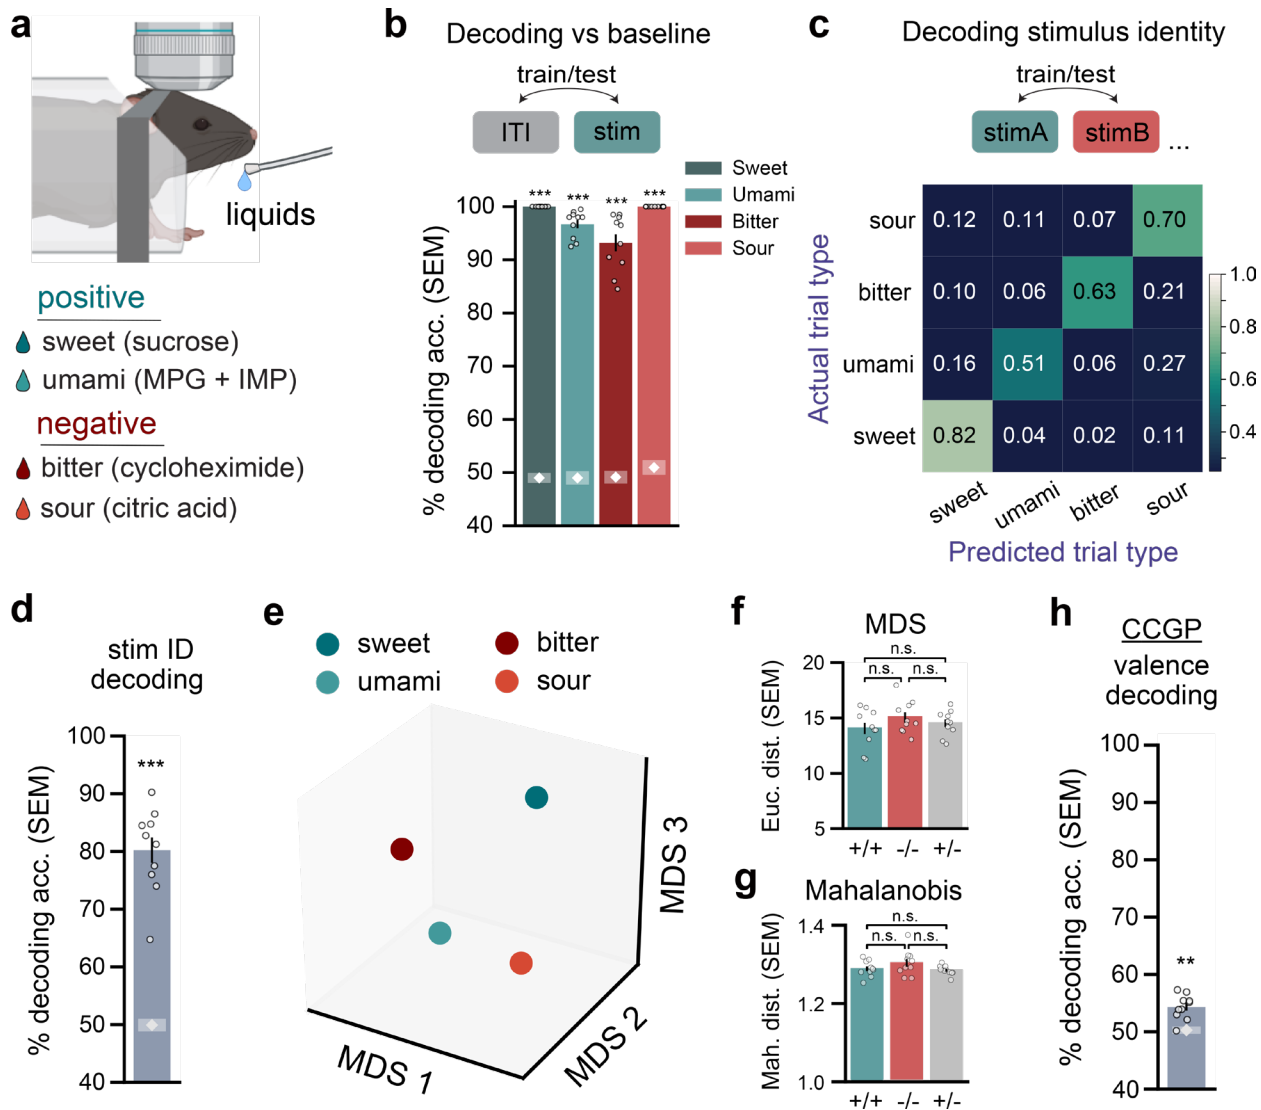 a
liquids
positive
sweet (sucrose)
umami (MPG + IMP)
negative
bitter (cycloheximide)
sour (citric acid)
b
Decoding vs baseline
train/test
ITI
stim
Sweet
Umami
Bitter
Sour
% decoding acc. (SEM)
100
90
80
70
60
50
40
***
***
***
***
c
Decoding stimulus identity
train/test
stimA
stimB
...
Actual trial type
sour
0.12
0.11
0.07
0.70
bitter
0.10
0.06
0.63
0.21
umami
0.16
0.51
0.06
0.27
sweet
0.82
0.04
0.02
0.11
sweet
umami
bitter
sour
Predicted trial type
1.0
0.8
0.6
0.4
d
stim ID
decoding
% decoding acc. (SEM)
100
90
80
70
60
50
40
***
e
sweet
umami
bitter
sour
MDS 1
MDS 2
MDS 3
f
MDS
Euc. dist. (SEM)
20
15
10
5
n.s.
n.s.
n.s.
+/+
-/-
+/-
g
Mahalanobis
Mah. dist. (SEM)
1.4
1.2
1.0
n.s.
n.s.
n.s.
+/+
-/-
+/-
h
CCGP
valence
decoding
% decoding acc. (SEM)
100
90
80
70
60
50
40
**